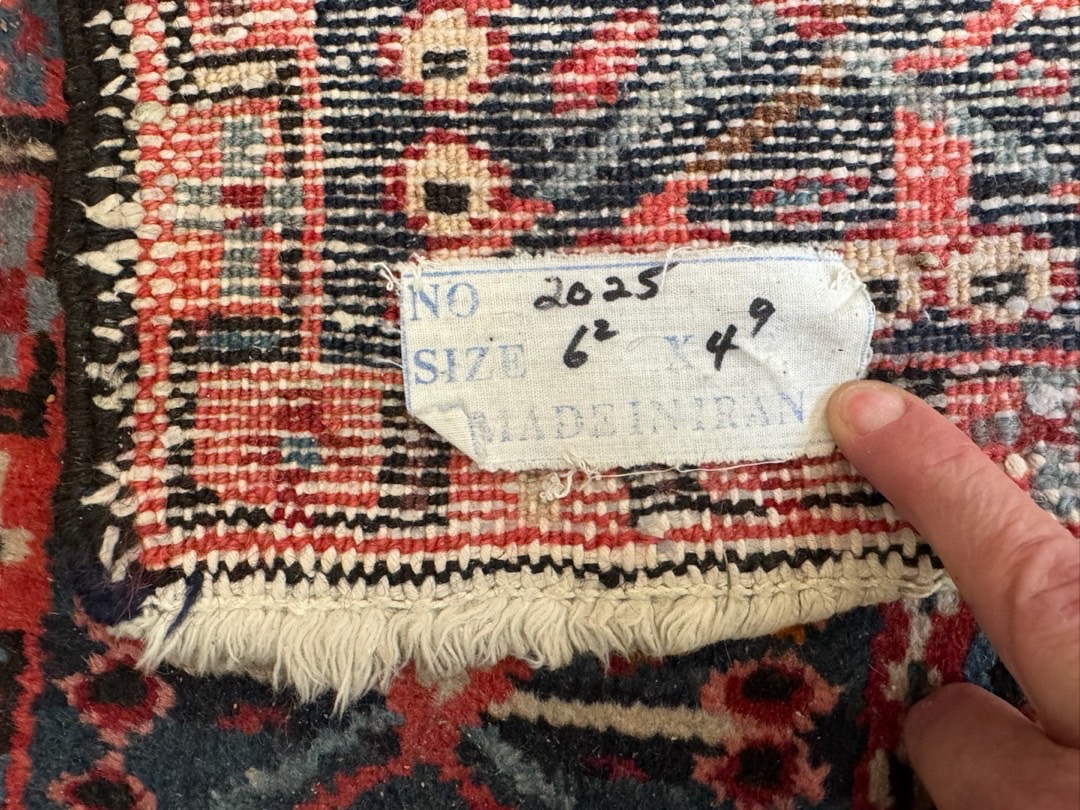 NO 2025
SIZE 6² X 4⁹
MADE IN IRAN